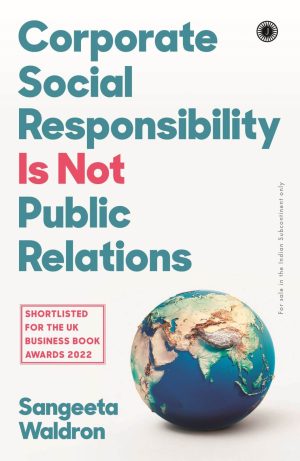 Corporate
Social
Responsibility
Is Not
Public
Relations
For sale in the Indian Subcontinent only
SHORTLISTED
FOR THE UK
BUSINESS BOOK
AWARDS 2022
Sangeeta
Waldron